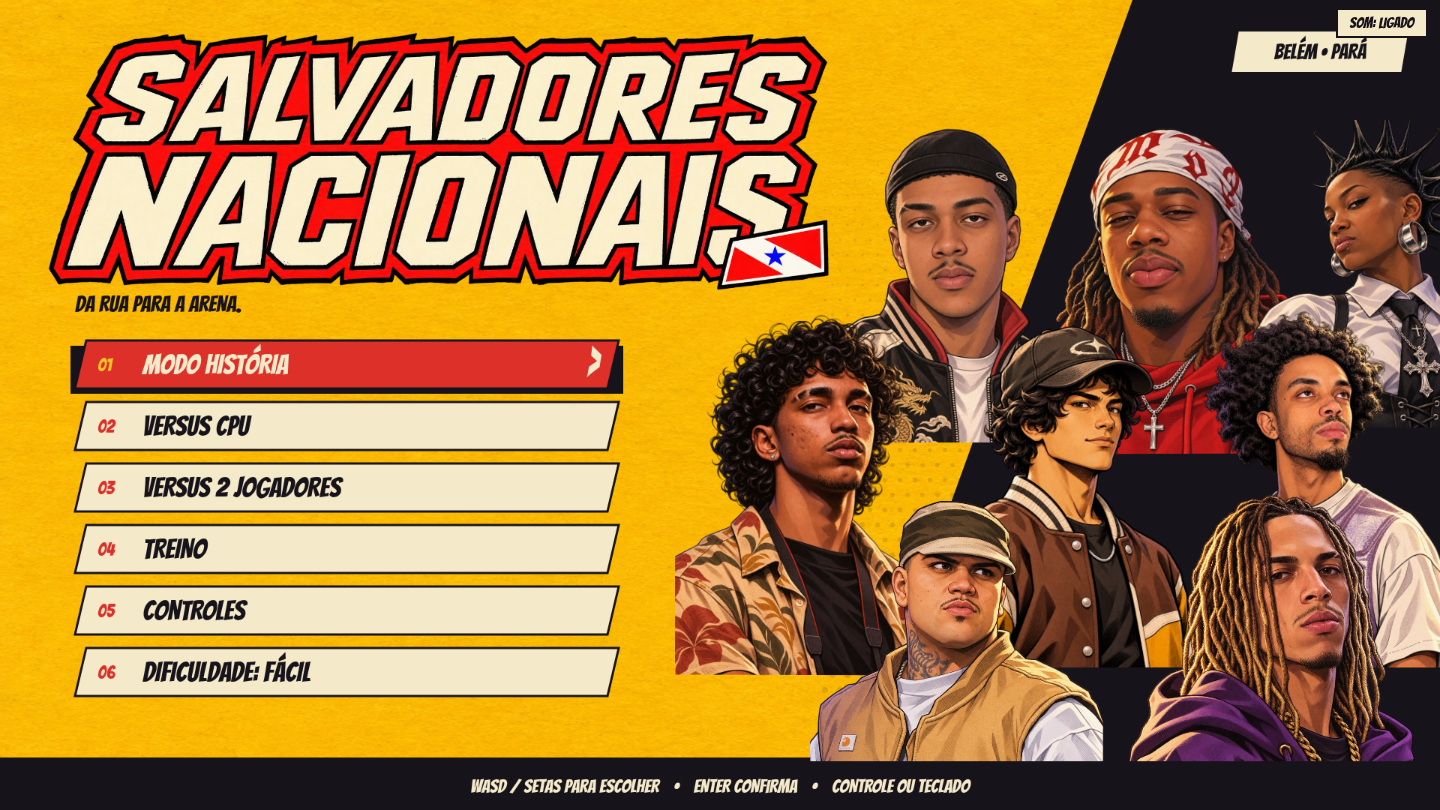 SOM: LIGADO
BELÉM • PARÁ
SALVADORES
NACIONAIS
DA RUA PARA A ARENA.
01 MODO HISTÓRIA >
02 VERSUS CPU
03 VERSUS 2 JOGADORES
04 TREINO
05 CONTROLES
06 DIFICULDADE: FÁCIL
WASD / SETAS PARA ESCOLHER • ENTER CONFIRMA • CONTROLE OU TECLADO